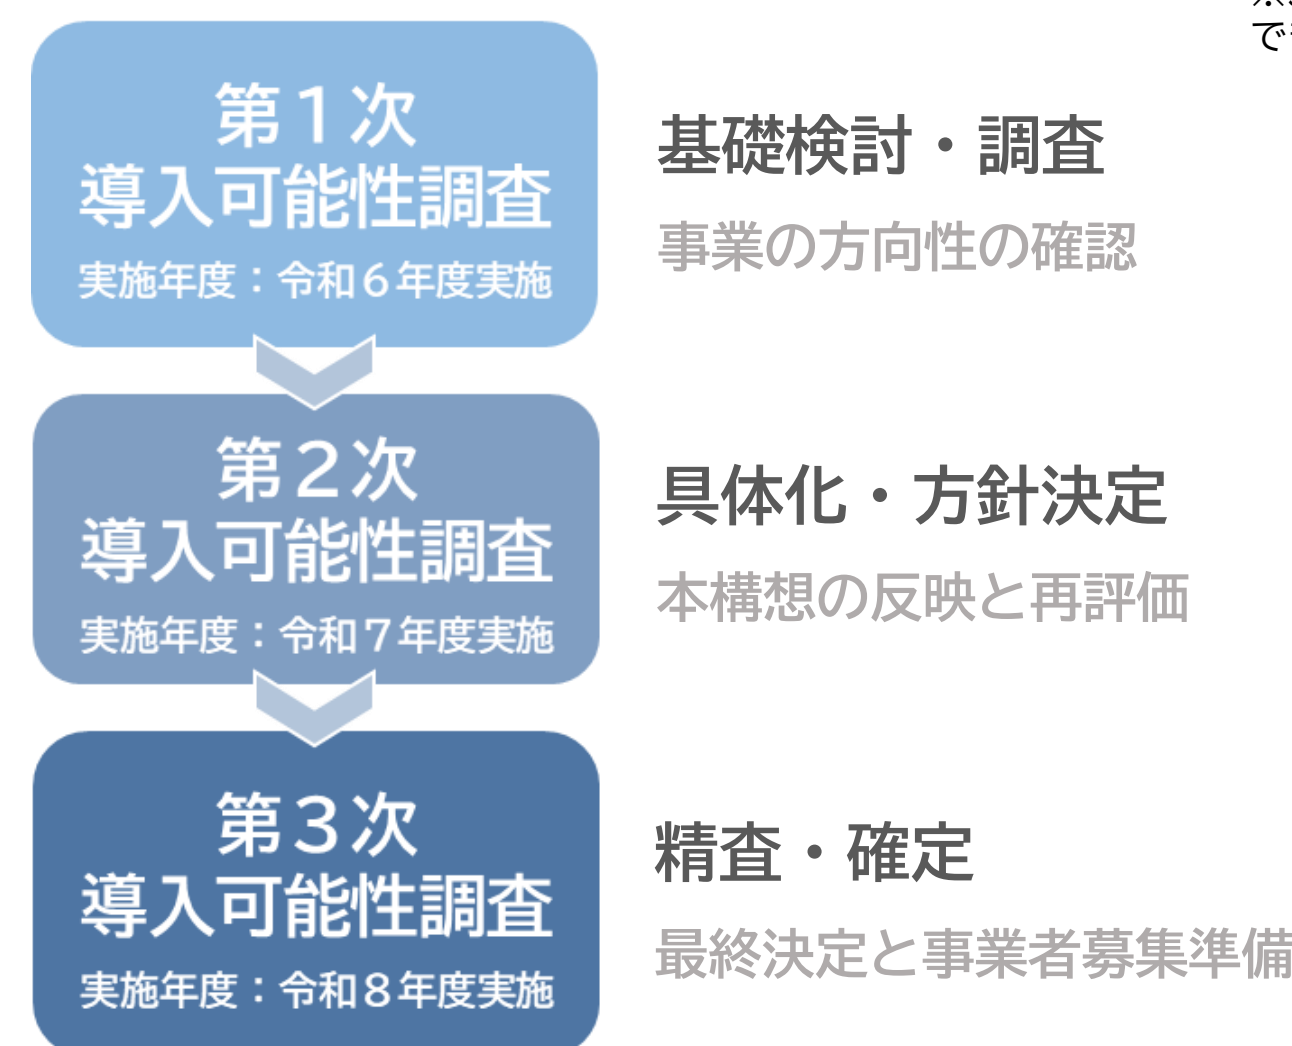 で
第１次
導入可能性調査
実施年度：令和６年度実施
基礎検討・調査
事業の方向性の確認
第２次
導入可能性調査
実施年度：令和７年度実施
具体化・方針決定
本構想の反映と再評価
第３次
導入可能性調査
実施年度：令和８年度実施
精査・確定
最終決定と事業者募集準備